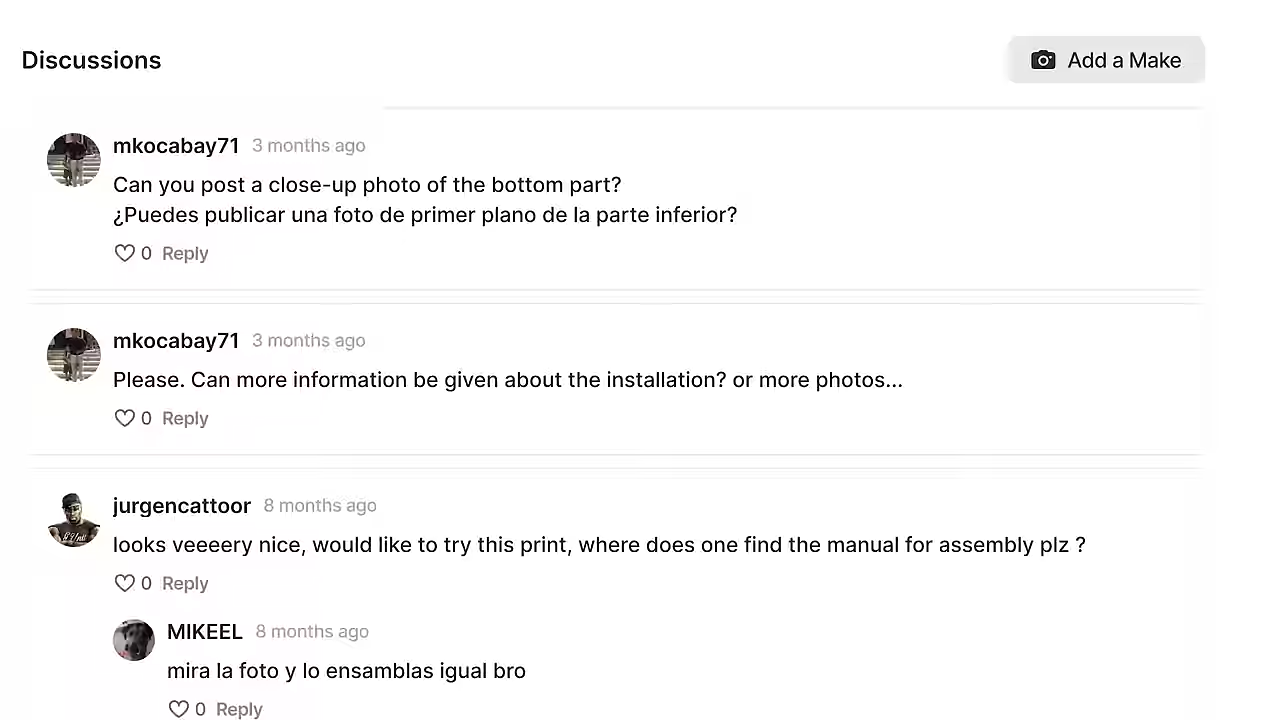 Discussions
Add a Make
mkocabay71 3 months ago
Can you post a close-up photo of the bottom part?
¿Puedes publicar una foto de primer plano de la parte inferior?
0 Reply
mkocabay71 3 months ago
Please. Can more information be given about the installation? or more photos...
0 Reply
jurgencattoor 8 months ago
looks veeeery nice, would like to try this print, where does one find the manual for assembly plz ?
0 Reply
MIKEEL 8 months ago
mira la foto y lo ensamblas igual bro
0 Reply